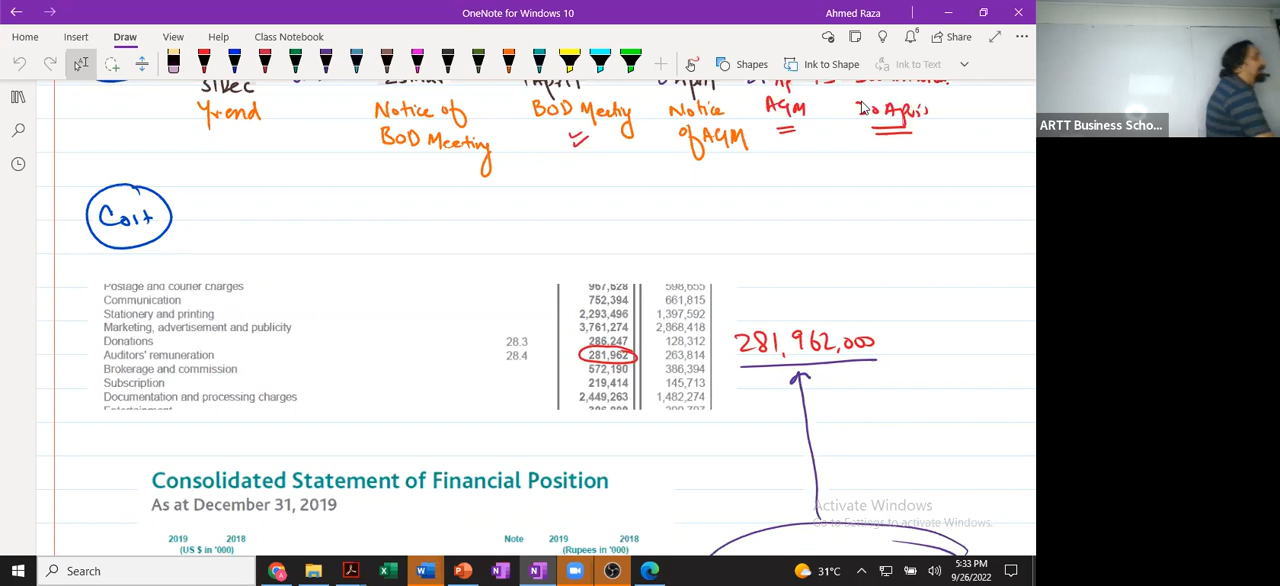 OneNote for Windows 10
Ahmed Raza
Home Insert Draw View Help Class Notebook
Share
Shapes Ink to Shape Ink to Text
31Dec
Yrend
Notice of
BOD Meeting
BOD Meeting
Notice
of AGM
AGM
ARTT Business Scho...
Cost
Postage and courier charges 967,628 598,655
Communication 752,394 661,815
Stationery and printing 2,293,496 1,397,592
Marketing, advertisement and publicity 3,761,274 2,868,418
Donations 28.3 286,247 128,312
Auditors' remuneration 28.4 281,962 263,814
Brokerage and commission 572,190 386,394
Subscription 219,414 145,713
Documentation and processing charges 2,449,263 1,482,274
281,962,000
Consolidated Statement of Financial Position
As at December 31, 2019
2019 2018 Note 2019 2018
(US $ in '000) (Rupees in '000)
Activate Windows
Go to Settings to activate Windows.
Search
31°C
5:33 PM
9/26/2022